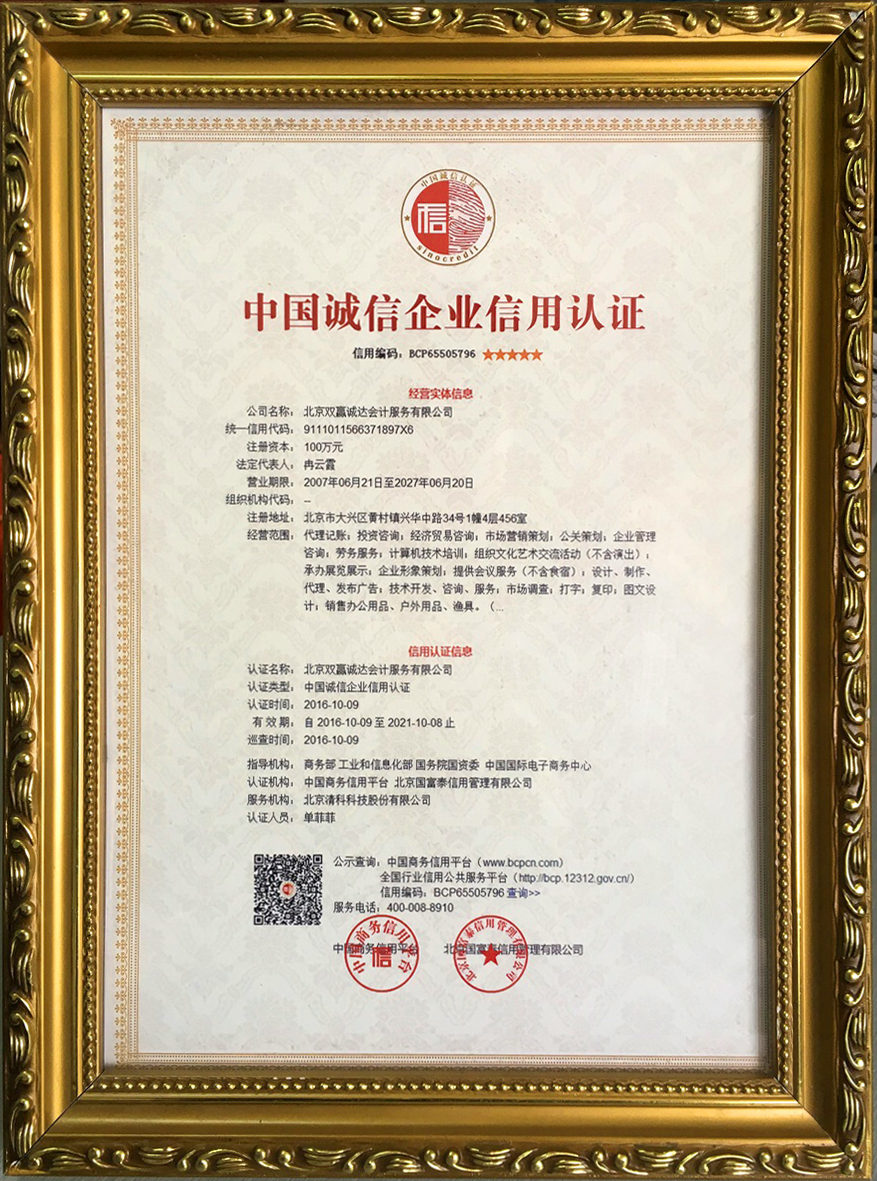 中国诚信认证
信
sinocredit
中国诚信企业信用认证
信用编码：BCP65505796 ★★★★★
经营实体信息
公司名称： 北京双赢诚达会计服务有限公司
统一信用代码： 9111011566371897X6
注册资本： 100万元
法定代表人： 冉云霞
营业期限： 2007年06月21日至2027年06月20日
组织机构代码： --
注册地址： 北京市大兴区黄村镇兴华中路34号1幢4层456室
经营范围： 代理记账；投资咨询；经济贸易咨询；市场营销策划；公关策划；企业管理
咨询；劳务服务；计算机技术培训；组织文化艺术交流活动（不含演出）；
承办展览展示；企业形象策划；提供会议服务（不含食宿）；设计、制作、
代理、发布广告；技术开发、咨询、服务；市场调查；打字；复印；图文设
计；销售办公用品、户外用品、渔具。（...
信用认证信息
认证名称： 北京双赢诚达会计服务有限公司
认证类型： 中国诚信企业信用认证
认证时间： 2016-10-09
有 效 期： 自 2016-10-09 至 2021-10-08 止
巡查时间： 2016-10-09
指导机构： 商务部 工业和信息化部 国务院国资委 中国国际电子商务中心
认证机构： 中国商务信用平台 北京国富泰信用管理有限公司
服务机构： 北京清科科技股份有限公司
认证人员： 单菲菲
公示查询：中国商务信用平台（www.bcpcn.com）
全国行业信用公共服务平台（http://bcp.12312.gov.cn/）
信用编码：BCP65505796 查询>>
服务电话：400-008-8910
中国商务信用平台
信
中国商务信用平台
北京国富泰信用管理有限公司
北京国富泰信用管理有限公司